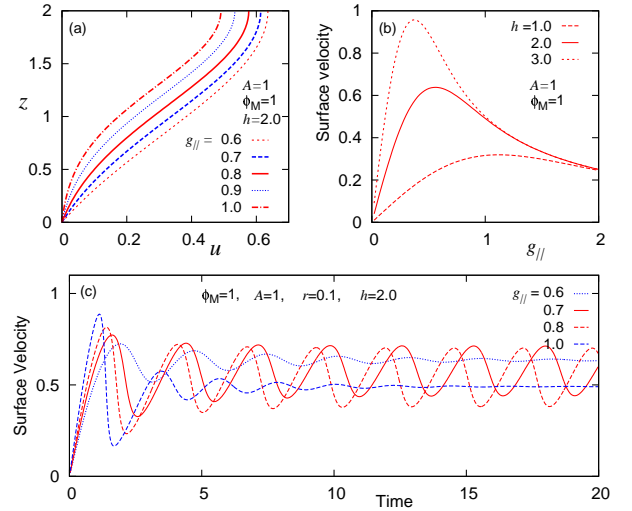 (a)
z
2
1.5
1
0.5
0
0
0.2
0.4
0.6
u
A=1
ϕM=1
h=2.0
g// = 0.6
0.7
0.8
0.9
1.0
(b)
Surface velocity
1
0.8
0.6
0.4
0.2
0
0
1
2
g//
h =1.0
2.0
3.0
A=1
ϕM=1
(c)
Surface Velocity
1
0.5
0
0
5
10
15
20
Time
ϕM=1, A=1, r=0.1, h=2.0
g// = 0.6
0.7
0.8
1.0